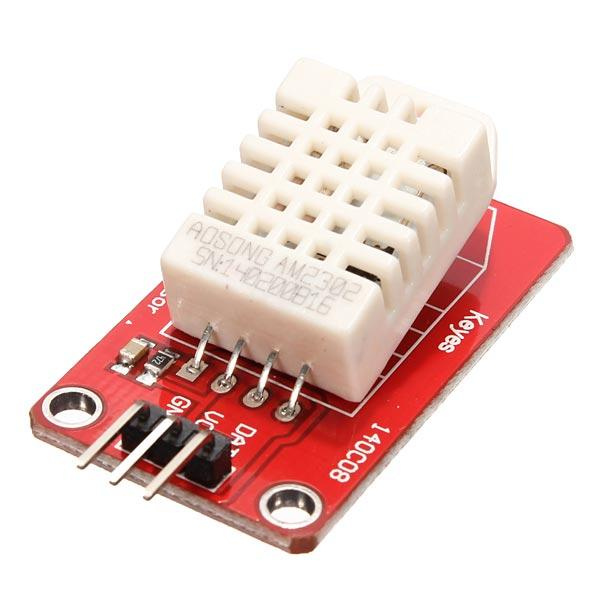 AOSONG AM2302
SN:140200B16
Keyes
140C08
DAT
VCC
GND